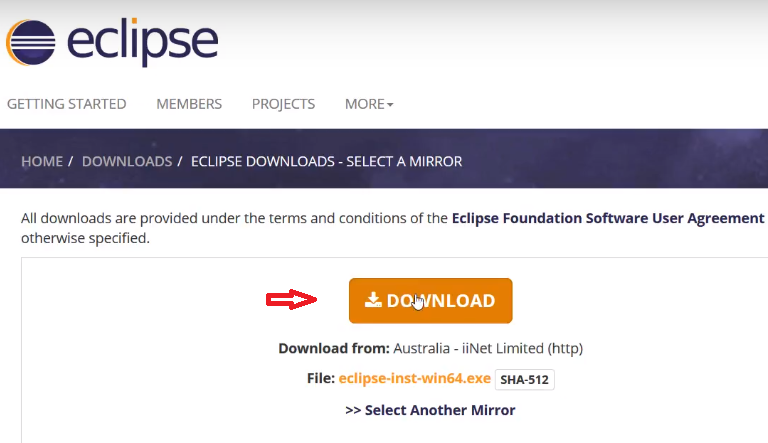 eclipse
GETTING STARTED MEMBERS PROJECTS MORE
HOME / DOWNLOADS / ECLIPSE DOWNLOADS - SELECT A MIRROR
All downloads are provided under the terms and conditions of the Eclipse Foundation Software User Agreement
otherwise specified.
DOWNLOAD
Download from: Australia - iiNet Limited (http)
File: eclipse-inst-win64.exe SHA-512
>> Select Another Mirror